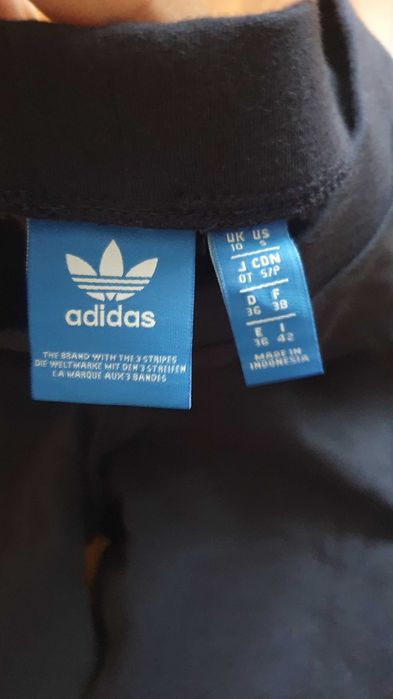 adidas
THE BRAND WITH THE 3 STRIPES
DIE WELTMARKE MIT DEN 3 STREIFEN
LA MARQUE AUX 3 BANDES
UK US
10 S
J CDN
OT S/P
D F
36 38
E I
36 42
MADE IN
INDONESIA